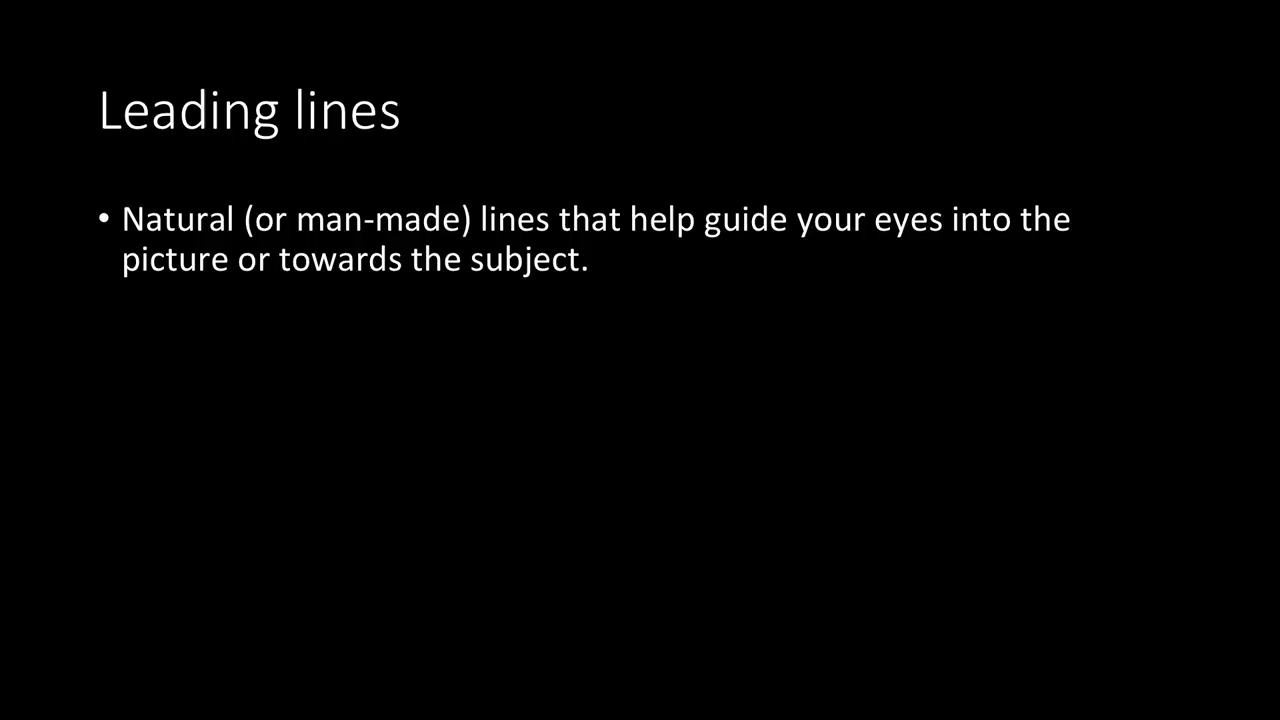 Leading lines
• Natural (or man-made) lines that help guide your eyes into the
picture or towards the subject.